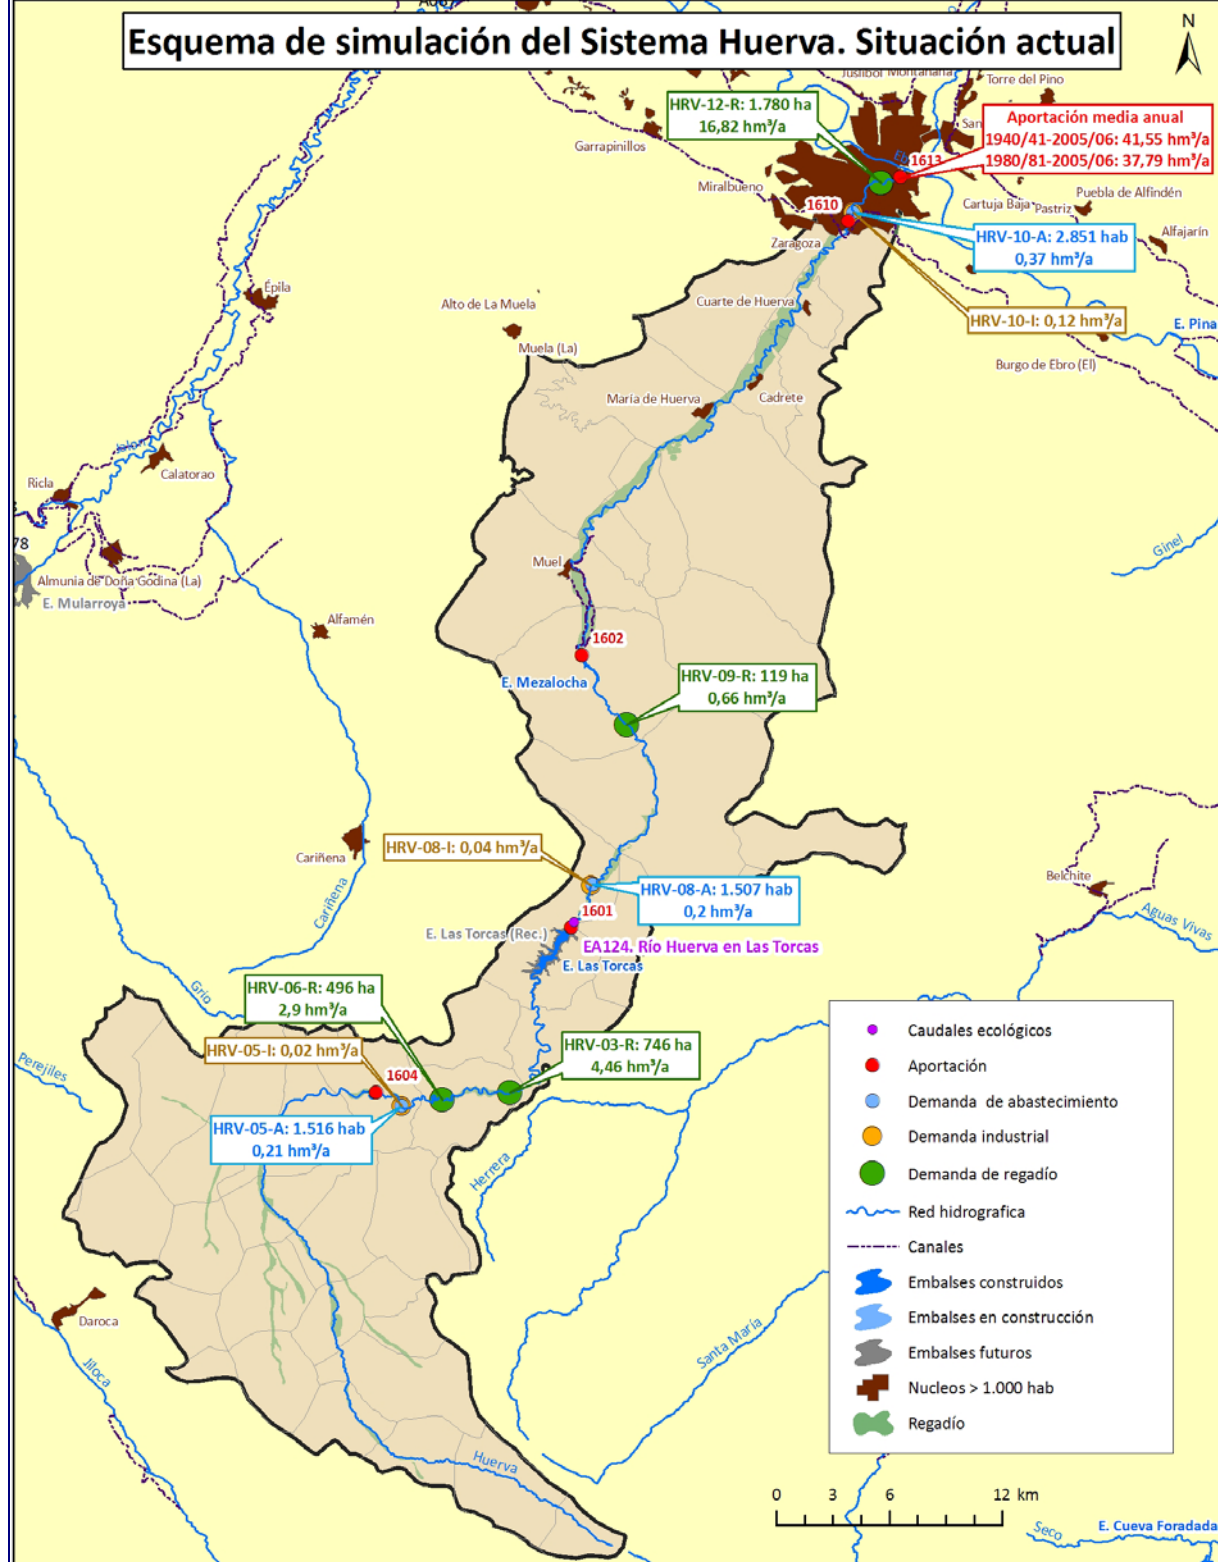 Esquema de simulación del Sistema Huerva. Situación actual
N
Juslibol
Montañana
Torre del Pino
HRV-12-R: 1.780 ha
16,82 hm³/a
Aportación media anual
1940/41-2005/06: 41,55 hm³/a
1980/81-2005/06: 37,79 hm³/a
San
Garrapinillos
1613
Miralbueno
Puebla de Alfindén
1610
Cartuja Baja
Pastriz
Alfajarín
Zaragoza
HRV-10-A: 2.851 hab
0,37 hm³/a
Épila
Alto de La Muela
Cuarte de Huerva
HRV-10-I: 0,12 hm³/a
E. Pina
Muela (La)
Burgo de Ebro (El)
María de Huerva
Cadrete
Jalón
Calatorao
Ricla
78
Ginel
Muel
Almunia de Doña Godina (La)
E. Mularroya
Alfamén
1602
E. Mezalocha
HRV-09-R: 119 ha
0,66 hm³/a
HRV-08-I: 0,04 hm³/a
Cariñena
Belchite
HRV-08-A: 1.507 hab
0,2 hm³/a
Cariñena
1601
Aguas Vivas
E. Las Torcas (Rec.)
EA124. Río Huerva en Las Torcas
E. Las Torcas
HRV-06-R: 496 ha
2,9 hm³/a
Grío
HRV-05-I: 0,02 hm³/a
HRV-03-R: 746 ha
4,46 hm³/a
Perejiles
1604
HRV-05-A: 1.516 hab
0,21 hm³/a
Herrera
Caudales ecológicos
Aportación
Demanda de abastecimiento
Demanda industrial
Demanda de regadío
Red hidrografica
Canales
Embalses construidos
Embalses en construcción
Embalses futuros
Nucleos > 1.000 hab
Regadío
Daroca
Jiloca
Santa María
Huerva
0 3 6 12 km
Seco
E. Cueva Foradada